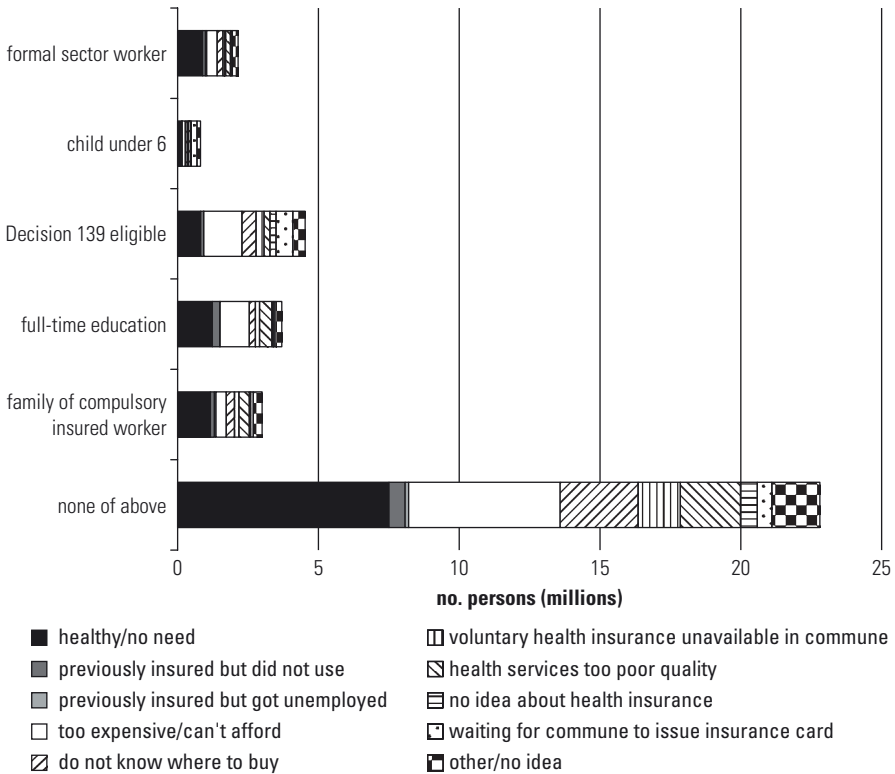 formal sector worker
child under 6
Decision 139 eligible
full-time education
family of compulsory
insured worker
none of above
0 5 10 15 20 25
no. persons (millions)
healthy/no need
previously insured but did not use
previously insured but got unemployed
too expensive/can't afford
do not know where to buy
voluntary health insurance unavailable in commune
health services too poor quality
no idea about health insurance
waiting for commune to issue insurance card
other/no idea